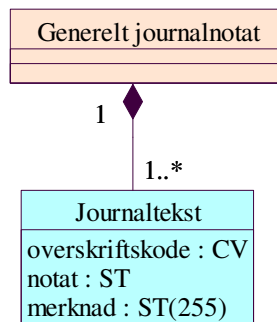 Generelt journalnotat
1
1..*
Journaltekst
overskriftskode : CV
notat : ST
merknad : ST(255)